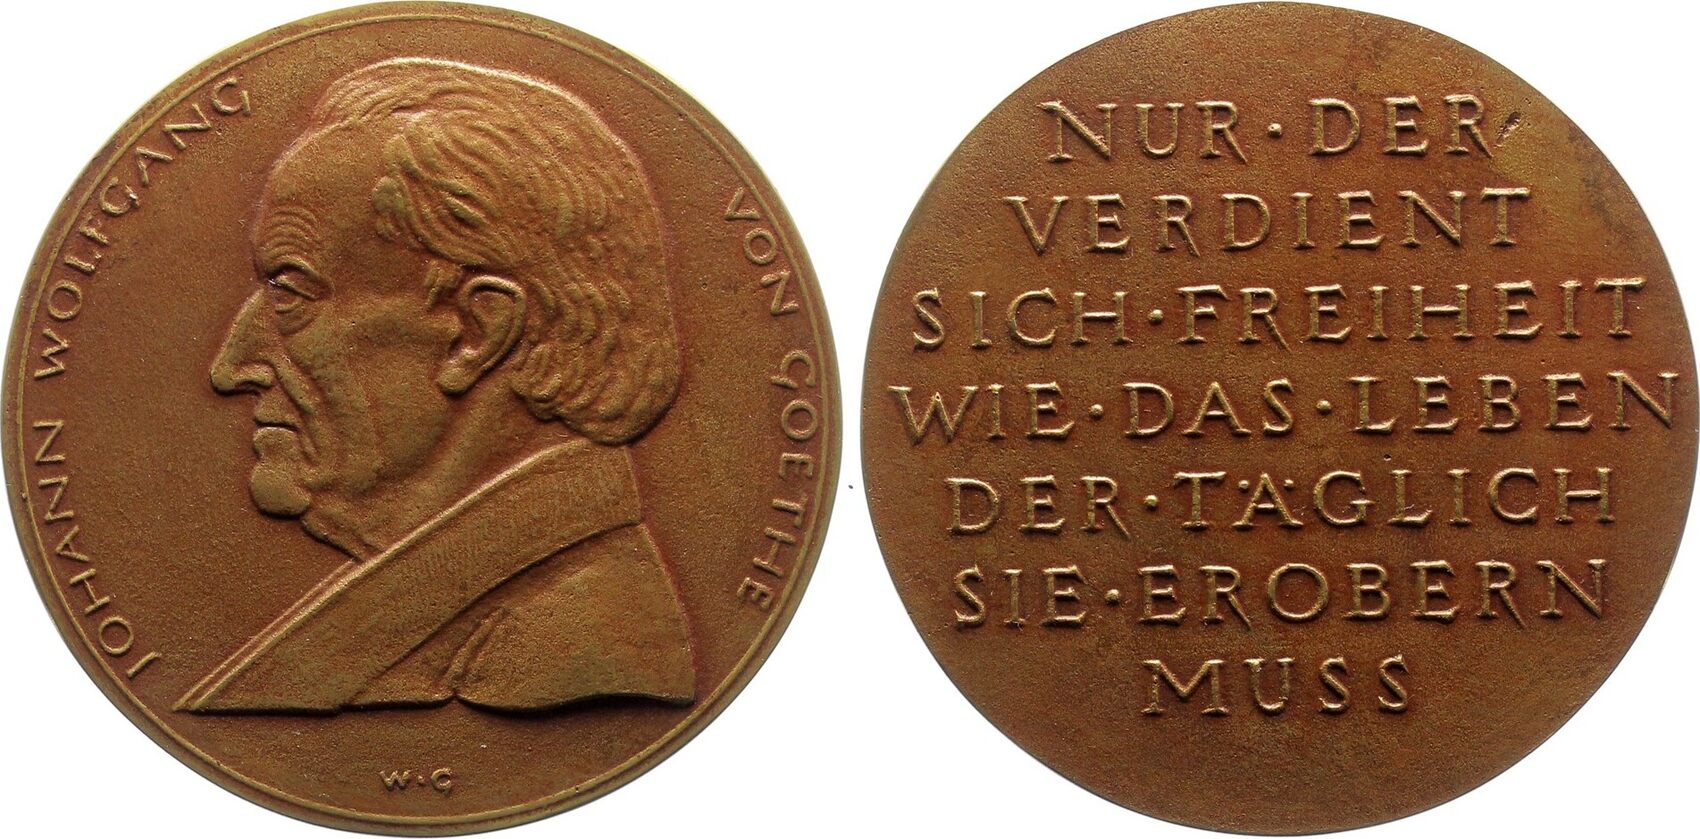 JOHANN WOLFGANG
VON GOETHE
W·G
NUR·DER
VERDIENT
SICH·FREIHEIT
WIE·DAS·LEBEN
DER·TÄGLICH
SIE·EROBERN
MUSS